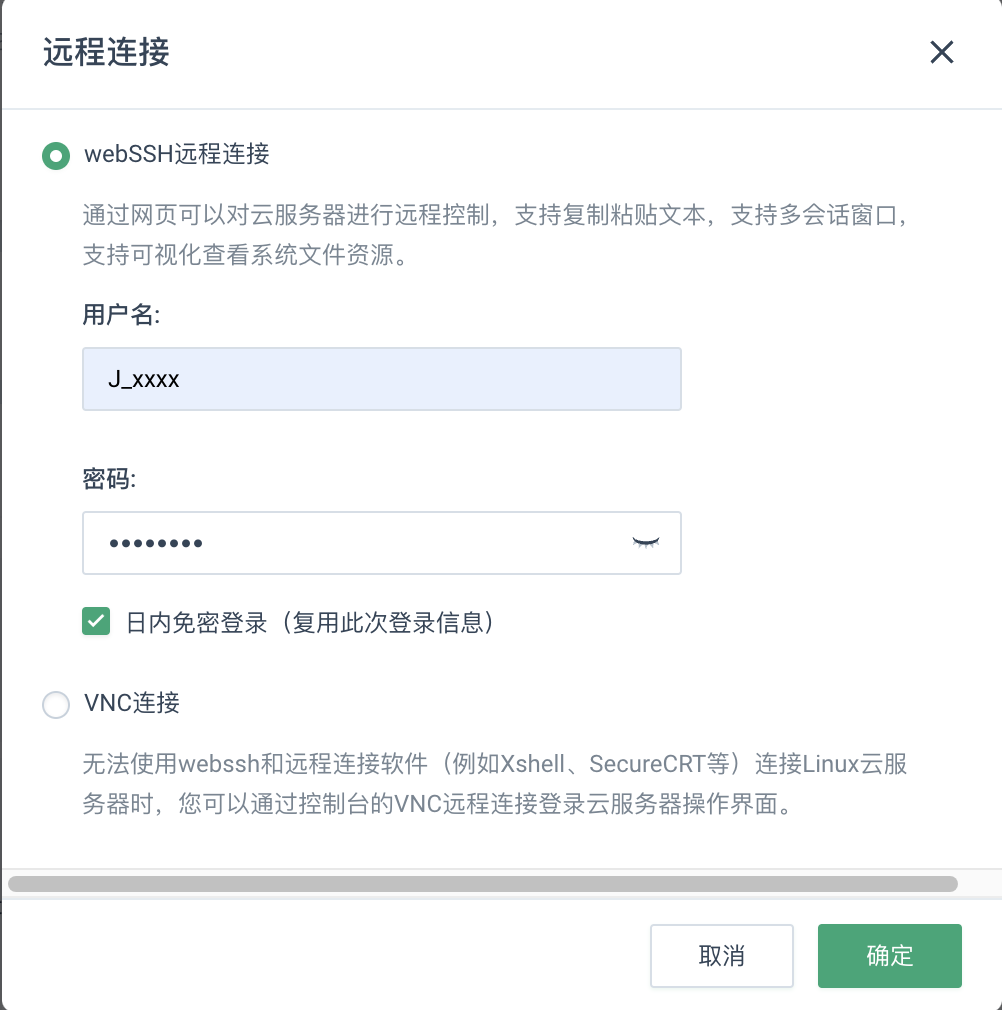 远程连接
webSSH远程连接
通过网页可以对云服务器进行远程控制，支持复制粘贴文本，支持多会话窗口，
支持可视化查看系统文件资源。
用户名:
J_xxxx
密码:
••••••••
日内免密登录（复用此次登录信息）
VNC连接
无法使用webssh和远程连接软件（例如Xshell、SecureCRT等）连接Linux云服
务器时，您可以通过控制台的VNC远程连接登录云服务器操作界面。
取消
确定